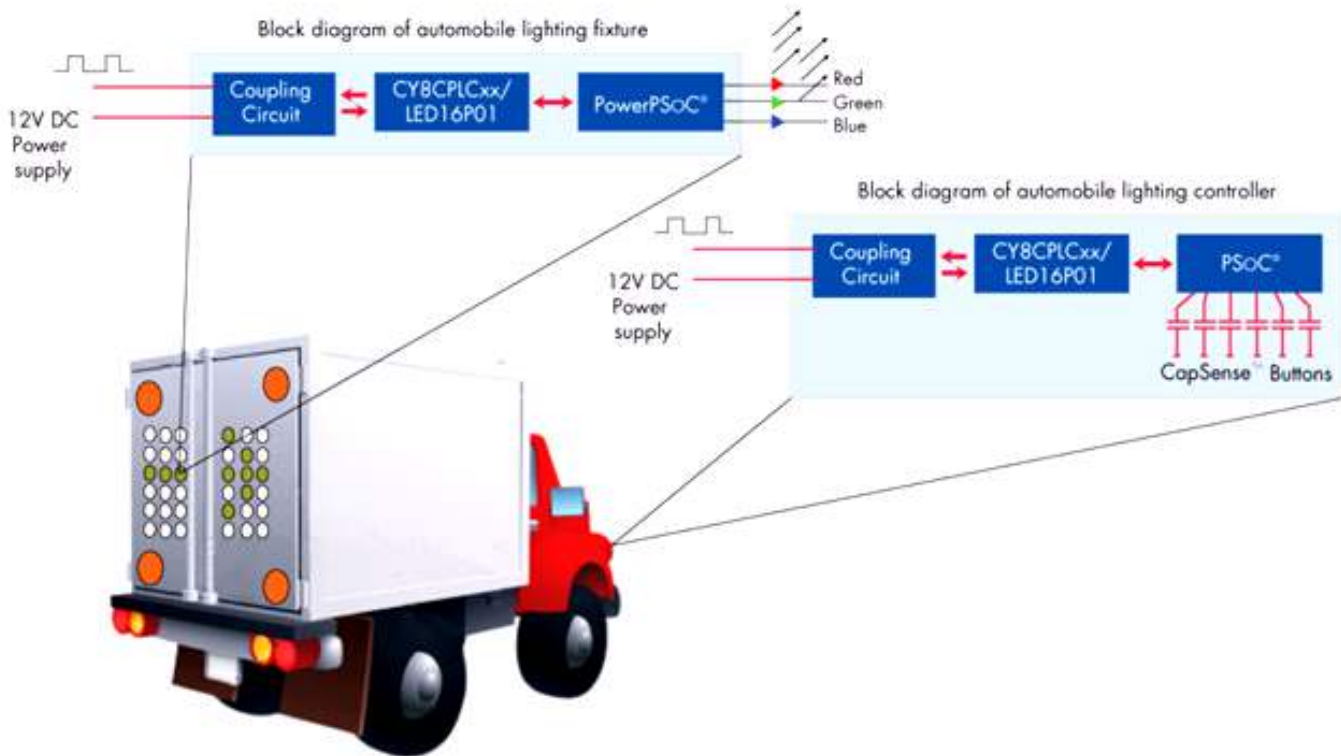 Block diagram of automobile lighting fixture
12V DC
Power
supply
Coupling
Circuit
CY8CPLCxx/
LED16P01
PowerPSoC®
Red
Green
Blue
Block diagram of automobile lighting controller
12V DC
Power
supply
Coupling
Circuit
CY8CPLCxx/
LED16P01
PSoC®
CapSense™ Buttons